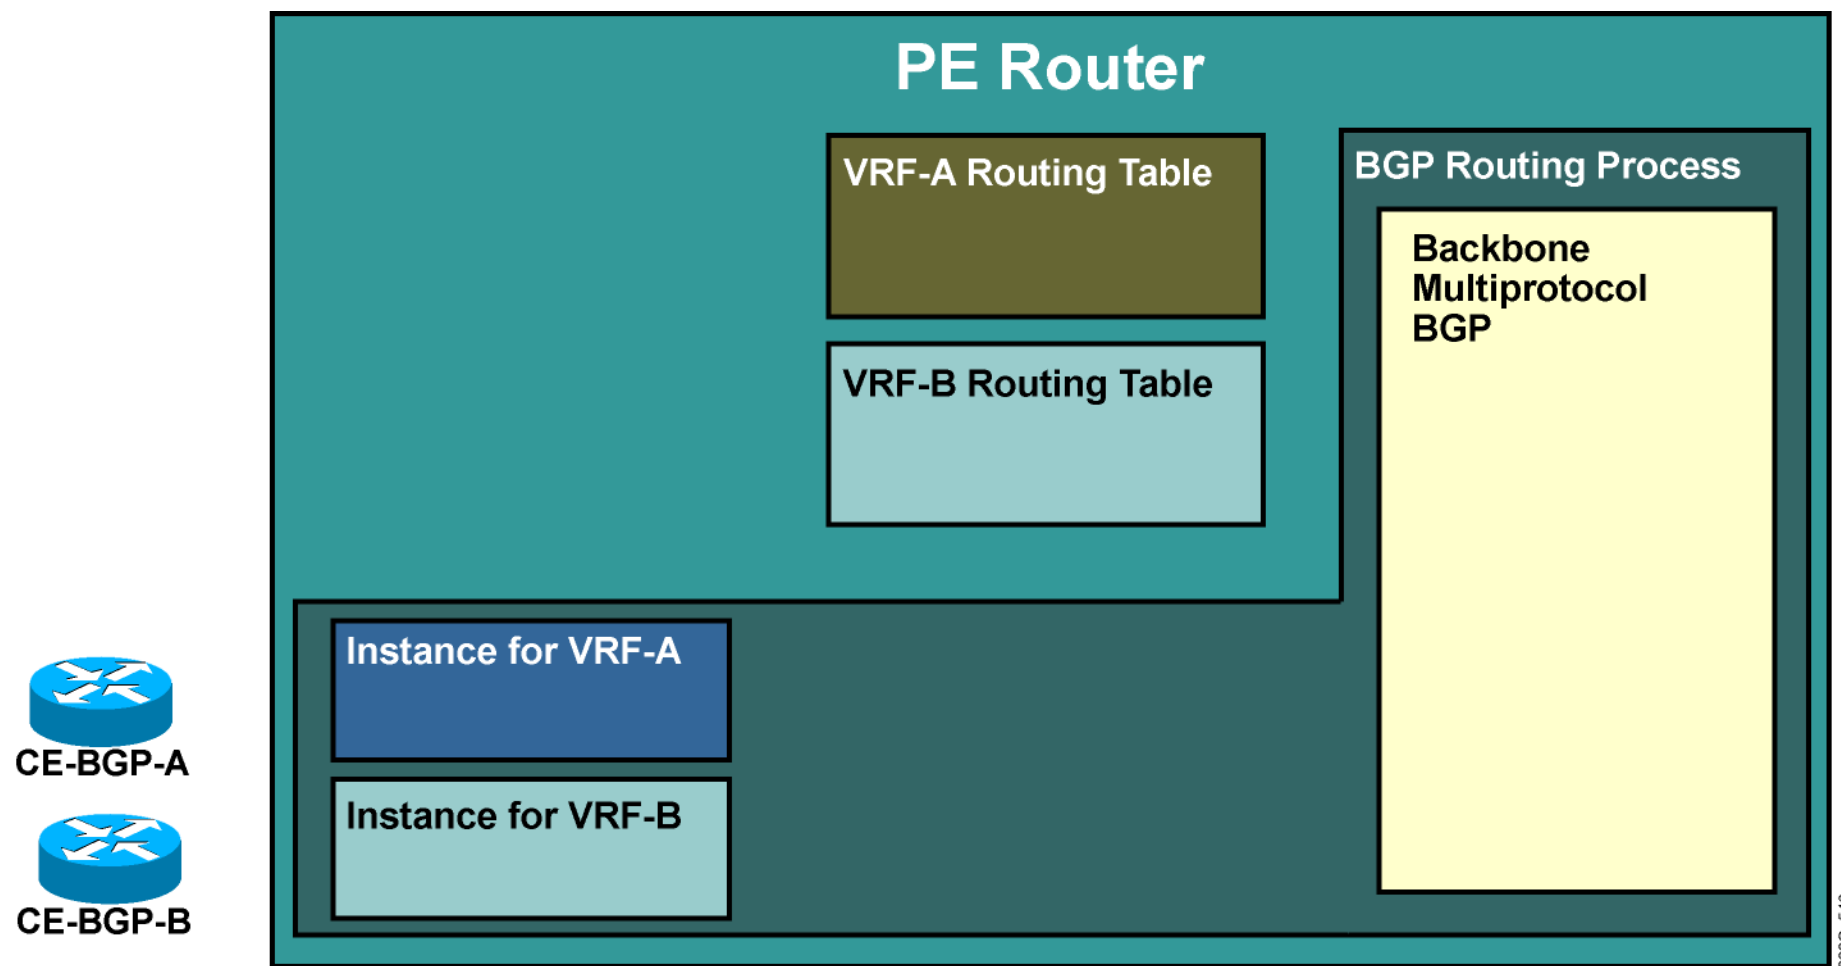 PE Router
VRF-A Routing Table
BGP Routing Process
Backbone
Multiprotocol
BGP
VRF-B Routing Table
Instance for VRF-A
CE-BGP-A
Instance for VRF-B
CE-BGP-B